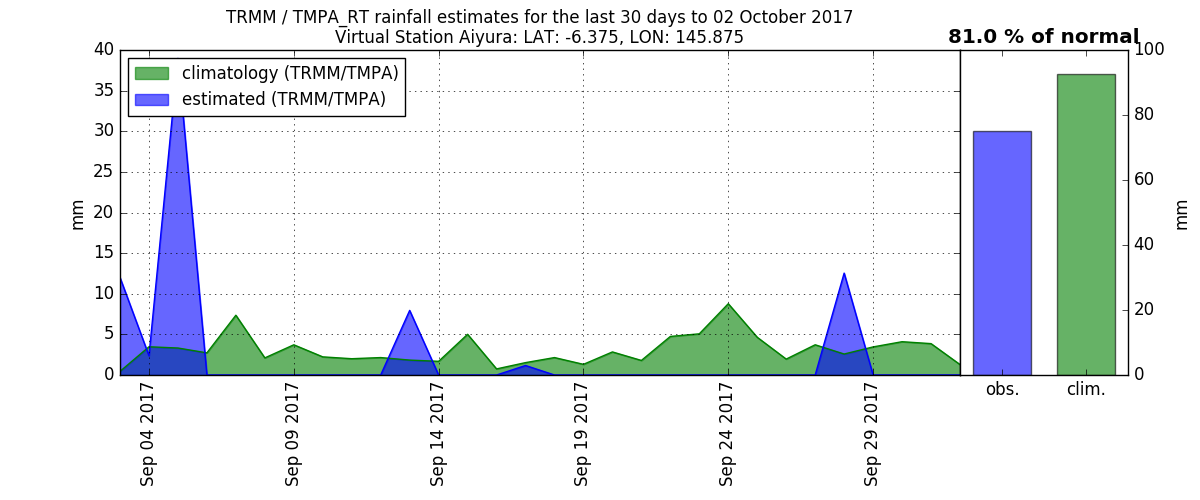 TRMM / TMPA_RT rainfall estimates for the last 30 days to 02 October 2017
Virtual Station Aiyura: LAT: -6.375, LON: 145.875
81.0 % of normal
climatology (TRMM/TMPA)
estimated (TRMM/TMPA)
mm
40
35
30
25
20
15
10
5
0
Sep 04 2017
Sep 09 2017
Sep 14 2017
Sep 19 2017
Sep 24 2017
Sep 29 2017
obs.
clim.
100
80
60
40
20
0
mm